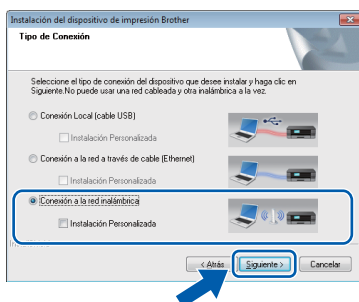 Instalación del dispositivo de impresión Brother
Tipo de Conexión
Seleccione el tipo de conexión del dispositivo que desee instalar y haga clic en
Siguiente.No puede usar una red cableada y otra inalámbrica a la vez.
Conexión Local (cable USB)
Instalación Personalizada
Conexión a la red a través de cable (Ethernet)
Instalación Personalizada
Conexión a la red inalámbrica
Instalación Personalizada
< Atrás
Siguiente >
Cancelar